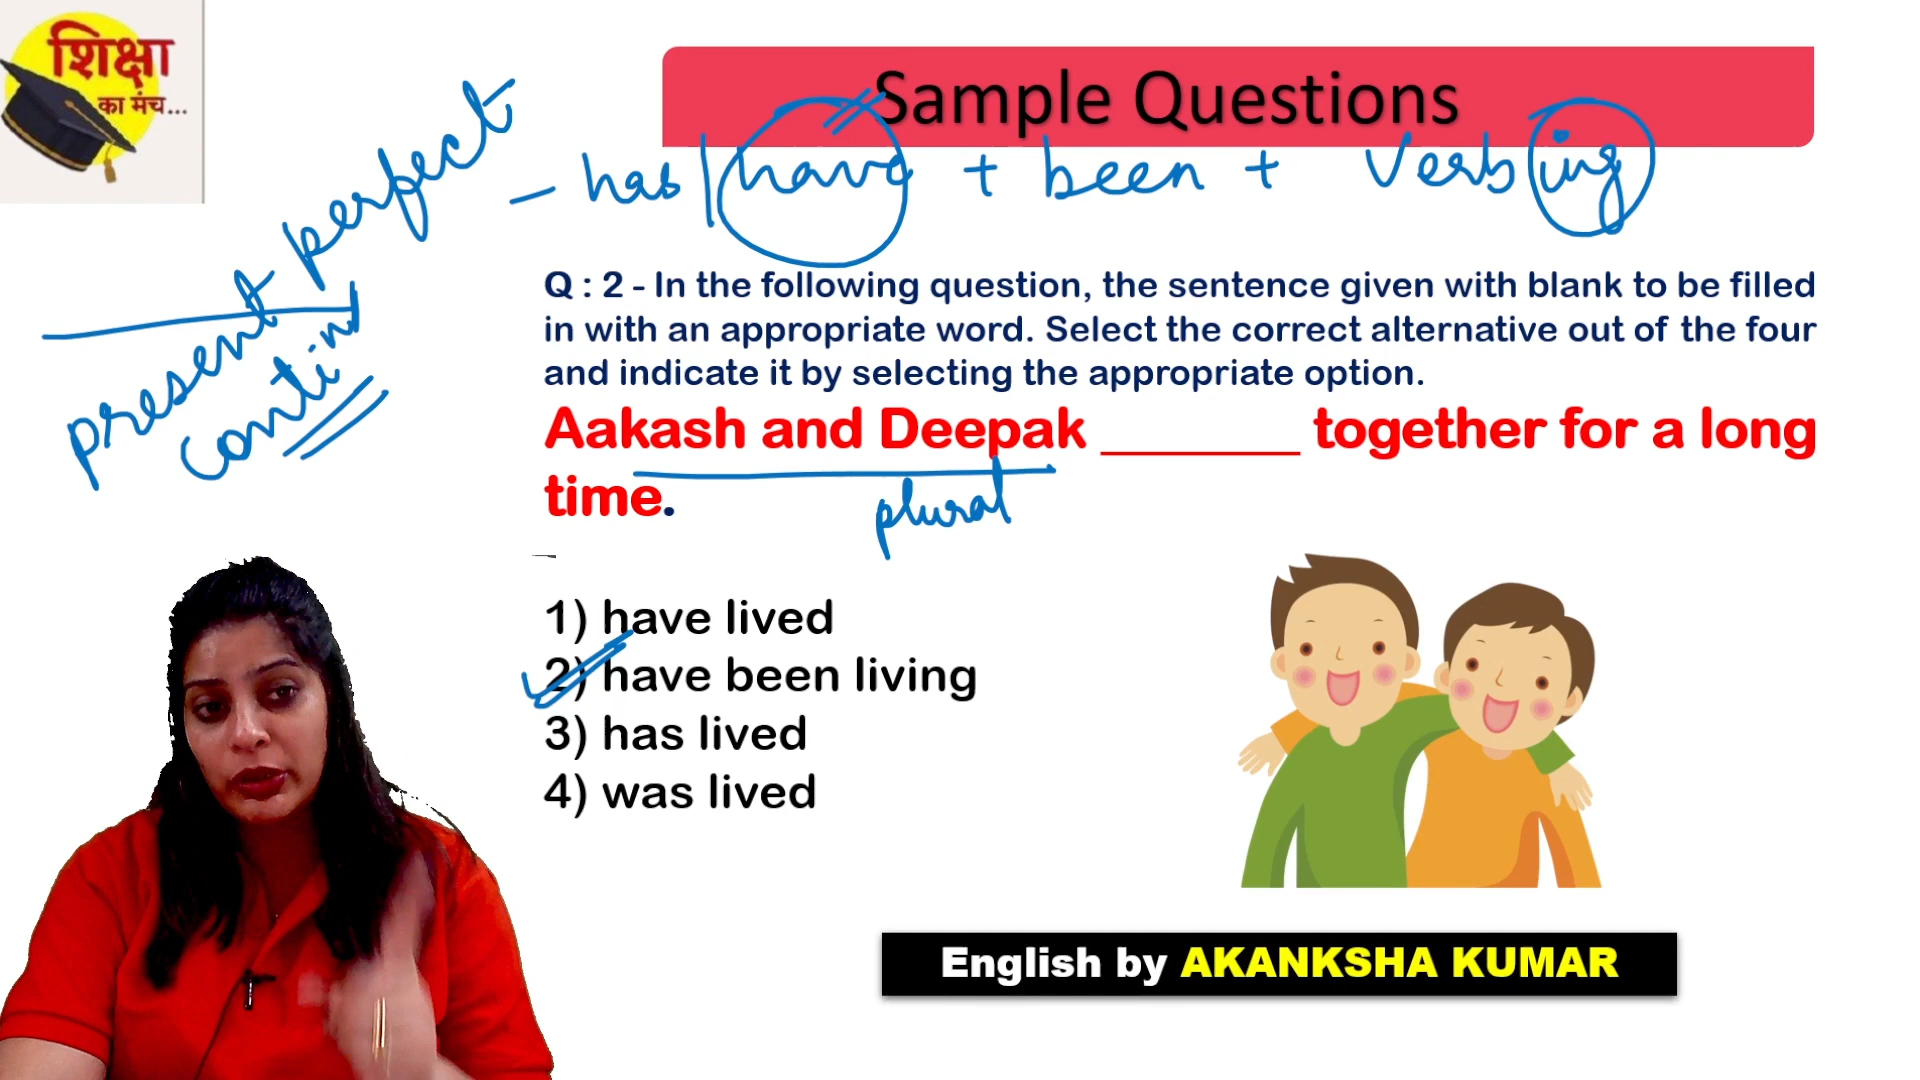 शिक्षा
का मंच...
Sample Questions
present perfect - has/have + been + Verb ing
contin
Q : 2 - In the following question, the sentence given with blank to be filled
in with an appropriate word. Select the correct alternative out of the four
and indicate it by selecting the appropriate option.
Aakash and Deepak ________ together for a long
time.
plural
1) have lived
2) have been living
3) has lived
4) was lived
English by AKANKSHA KUMAR